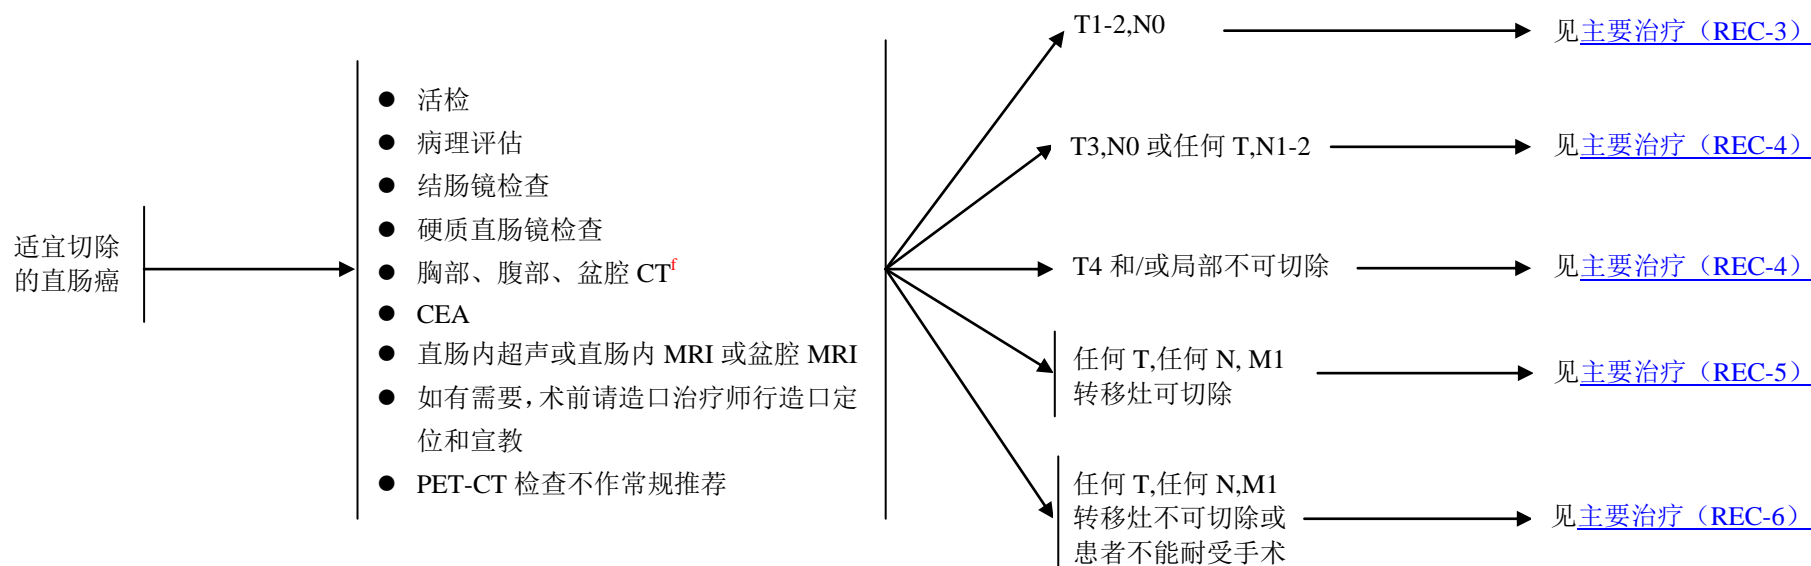 适宜切除
的直肠癌
● 活检
● 病理评估
● 结肠镜检查
● 硬质直肠镜检查
● 胸部、腹部、盆腔 CTf
● CEA
● 直肠内超声或直肠内 MRI 或盆腔 MRI
● 如有需要,术前请造口治疗师行造口定
位和宣教
● PET-CT 检查不作常规推荐
T1-2,N0
见主要治疗（REC-3）
T3,N0 或任何 T,N1-2
见主要治疗（REC-4）
T4 和/或局部不可切除
见主要治疗（REC-4）
任何 T,任何 N, M1
转移灶可切除
见主要治疗（REC-5）
任何 T,任何 N,M1
转移灶不可切除或
患者不能耐受手术
见主要治疗（REC-6）